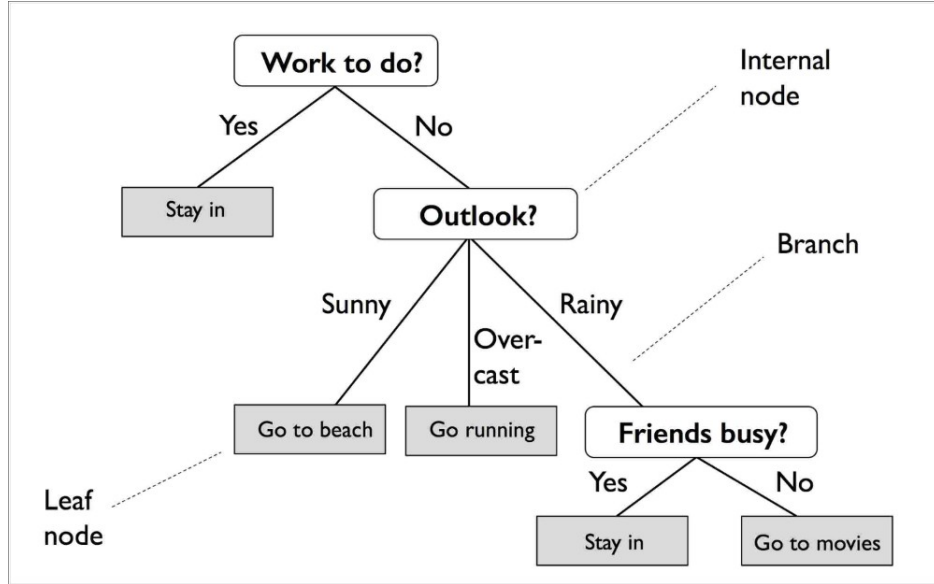 Work to do?
Internal
node
Yes
No
Stay in
Outlook?
Branch
Sunny
Rainy
Over-
cast
Go to beach
Go running
Friends busy?
Leaf
node
Yes
No
Stay in
Go to movies